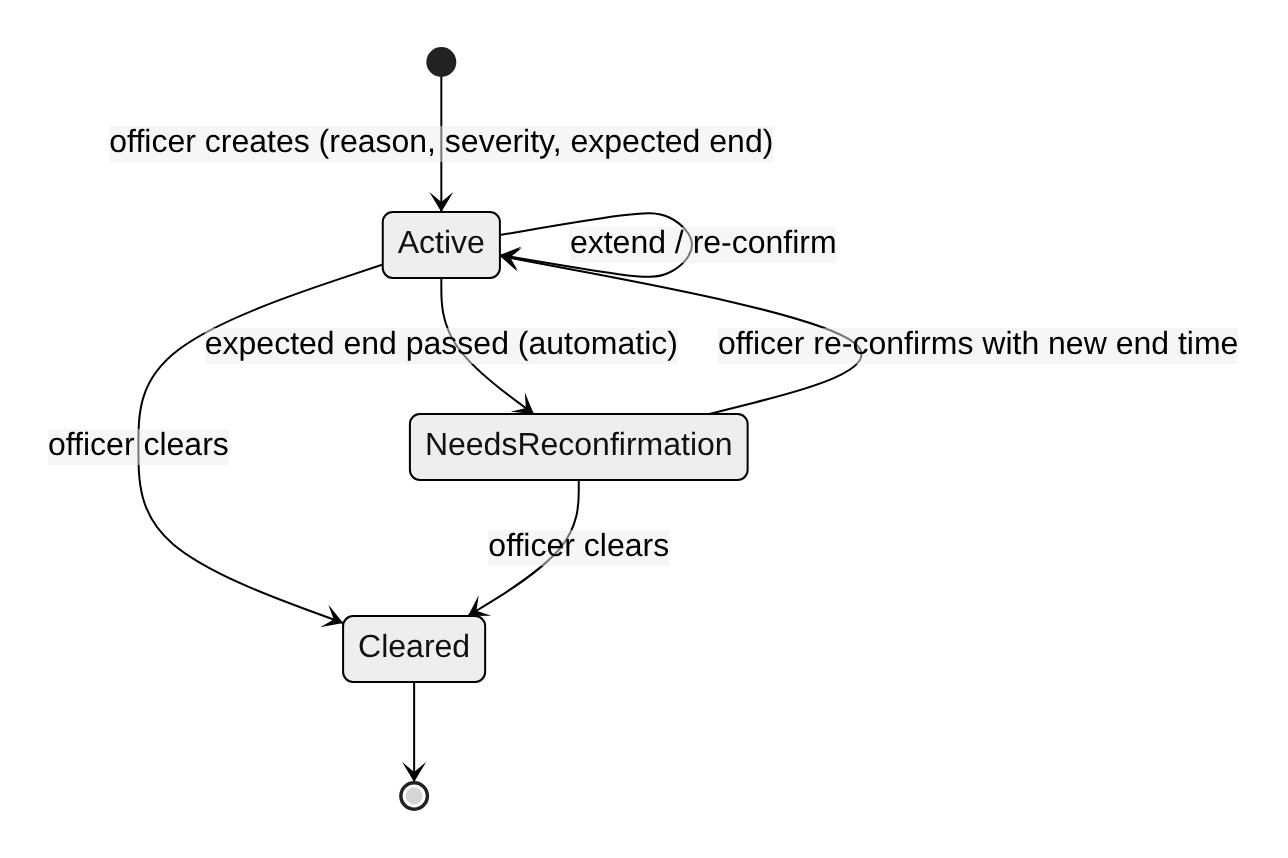 officer creates (reason, severity, expected end)
Active
extend / re-confirm
expected end passed (automatic)
officer re-confirms with new end time
officer clears
NeedsReconfirmation
officer clears
Cleared